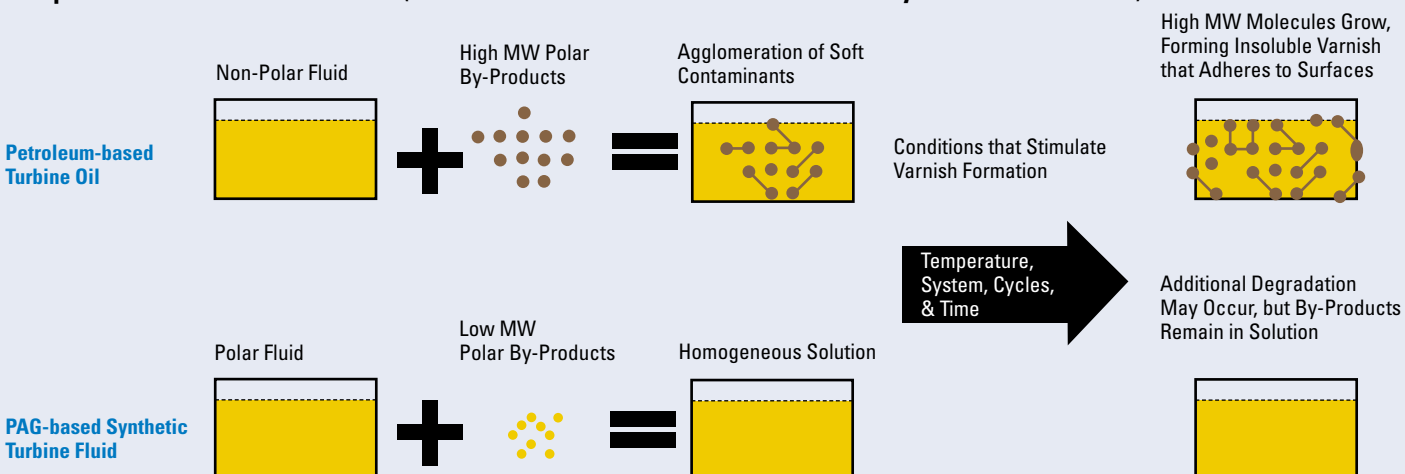 High MW Molecules Grow,
Forming Insoluble Varnish
that Adheres to Surfaces
High MW Polar
By-Products
Agglomeration of Soft
Contaminants
Non-Polar Fluid
Petroleum-based
Turbine Oil
Conditions that Stimulate
Varnish Formation
Temperature,
System, Cycles,
& Time
Additional Degradation
May Occur, but By-Products
Remain in Solution
Low MW
Polar By-Products
Polar Fluid
Homogeneous Solution
PAG-based Synthetic
Turbine Fluid